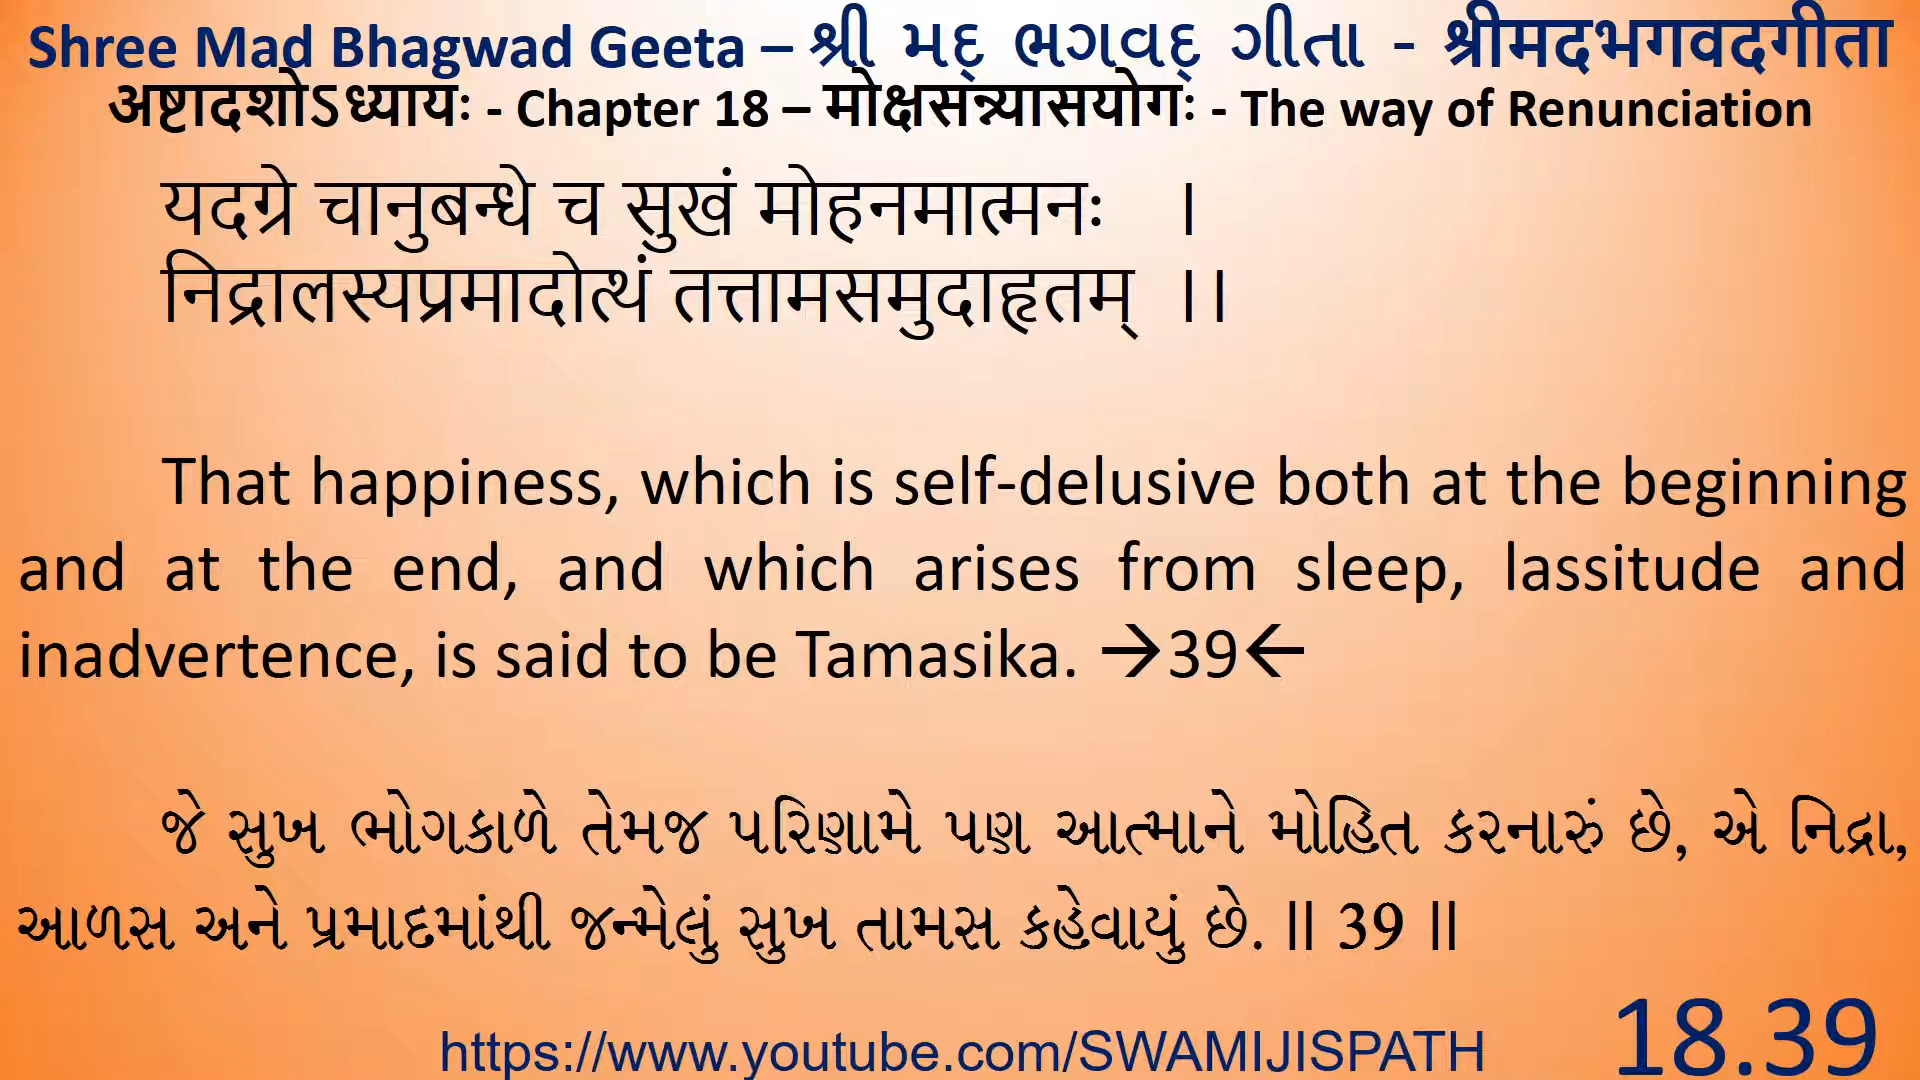 Shree Mad Bhagwad Geeta – શ્રી મદ્ ભગવદ્ ગીતા - श्रीमदभगवदगीता
अष्टादशोऽध्यायः - Chapter 18 – मोक्षसंन्यासयोगः - The way of Renunciation
यदग्रे चानुबन्धे च सुखं मोहनमात्मनः ।
निद्रालस्यप्रमादोत्थं तत्तामसमुदाहृतम् ।।
That happiness, which is self-delusive both at the beginning
and at the end, and which arises from sleep, lassitude and
inadvertence, is said to be Tamasika. →39←
જે સુખ ભોગકાળે તેમજ પરિણામે પણ આત્માને મોહિત કરનારું છે, એ નિદ્રા,
આળસ અને પ્રમાદમાંથી જન્મેલું સુખ તામસ કહેવાયું છે. ॥ 39 ॥
https://www.youtube.com/SWAMIJISPATH
18.39